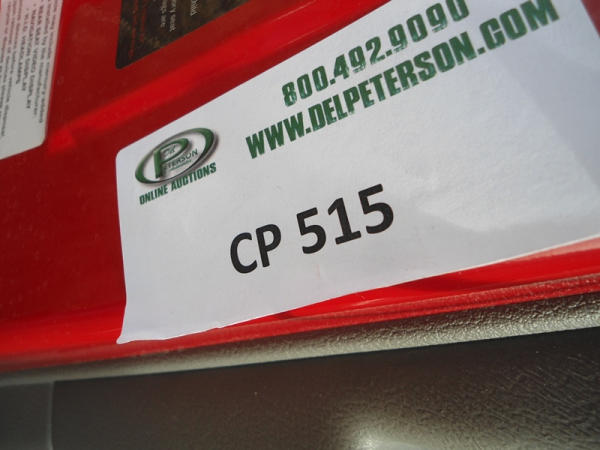 800.492.9090
WWW.DELPETERSON.COM
PETERSON
ONLINE AUCTIONS
CP 515